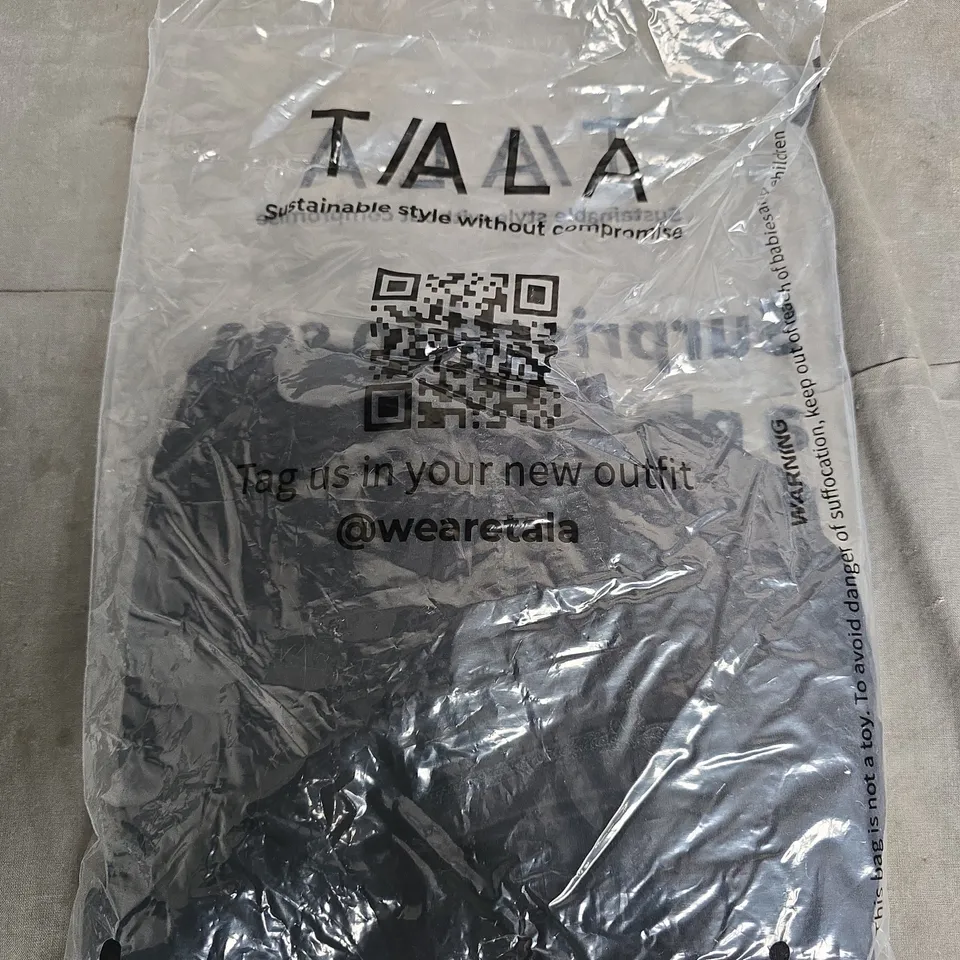 TALA
Sustainable style without compromise
Tag us in your new outfit
@wearetala
WARNING
This bag is not a toy. To avoid danger of suffocation, keep out of reach of babies and children